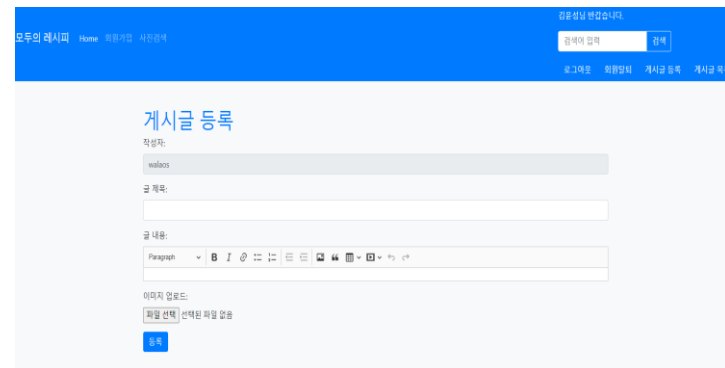 김윤성님 반갑습니다.
모두의 레시피 Home 회원가입 사진검색
검색어 입력 검색
로그아웃 회원탈퇴 게시글 등록 게시글 목
게시글 등록
작성자:
walaos
글 제목:
글 내용:
Paragraph
이미지 업로드:
파일 선택 선택된 파일 없음
등록